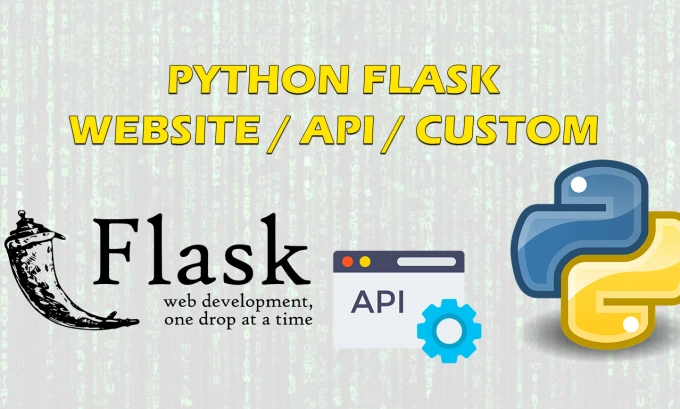 PYTHON FLASK
WEBSITE / API / CUSTOM
Flask
web development,
one drop at a time
API